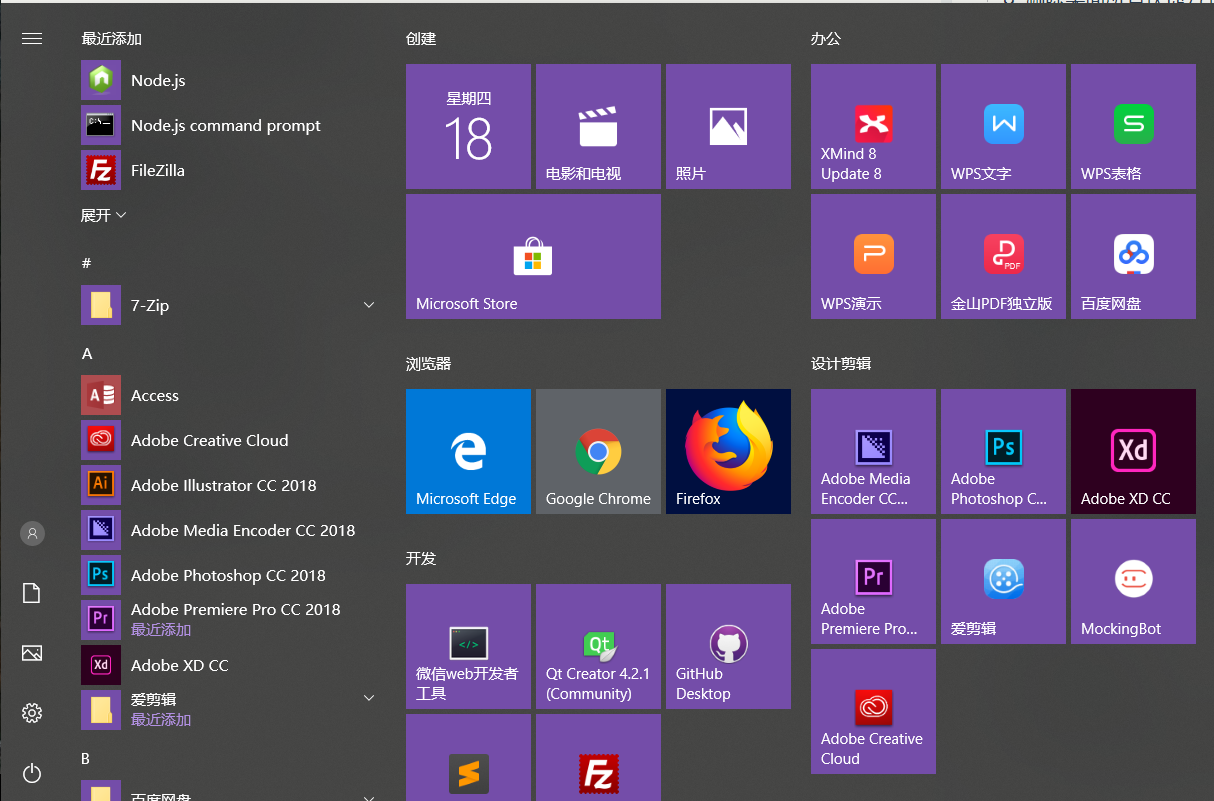 最近添加
Node.js
Node.js command prompt
FileZilla
展开
#
7-Zip
A
Access
Adobe Creative Cloud
Adobe Illustrator CC 2018
Adobe Media Encoder CC 2018
Adobe Photoshop CC 2018
Adobe Premiere Pro CC 2018
最近添加
Adobe XD CC
爱剪辑
最近添加
B
百度网盘
创建
星期四
18
电影和电视
照片
Microsoft Store
浏览器
Microsoft Edge
Google Chrome
Firefox
开发
微信web开发者
工具
Qt Creator 4.2.1
(Community)
GitHub
Desktop
办公
XMind 8
Update 8
WPS文字
WPS表格
WPS演示
金山PDF独立版
百度网盘
设计剪辑
Adobe Media
Encoder CC...
Adobe
Photoshop C...
Adobe XD CC
Adobe
Premiere Pro...
爱剪辑
MockingBot
Adobe Creative
Cloud